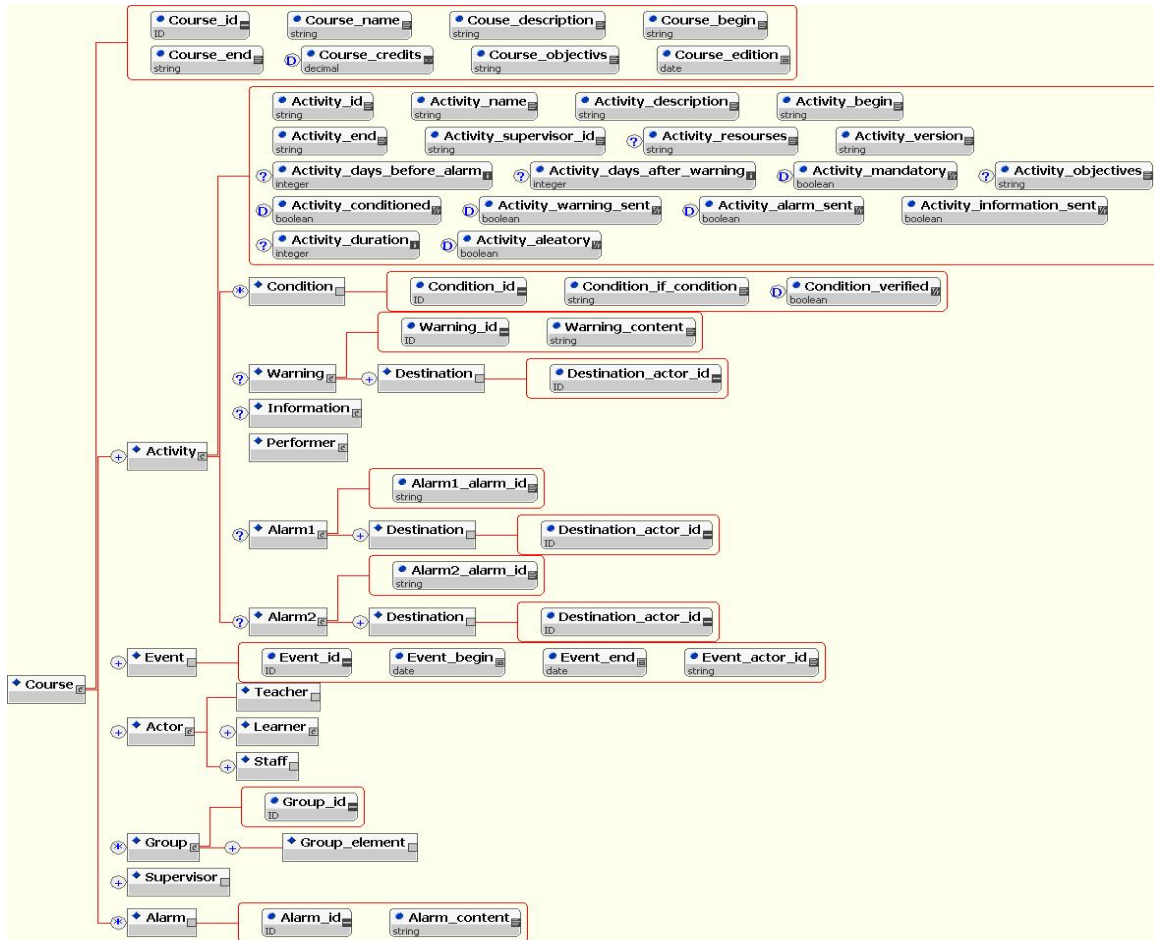 Course_id Course_name Couse_description Course_begin
ID string string string
Course_end D Course_credits Course_objectivs Course_edition
string decimal string date
Activity_id Activity_name Activity_description Activity_begin
string string string string
Activity_end Activity_supervisor_id ? Activity_resourses Activity_version
string string string string
? Activity_days_before_alarm ? Activity_days_after_warning D Activity_mandatory ? Activity_objectives
integer integer boolean string
D Activity_conditioned D Activity_warning_sent D Activity_alarm_sent Activity_information_sent
boolean boolean boolean boolean
? Activity_duration D Activity_aleatory
integer boolean
* Condition Condition_id Condition_if_condition D Condition_verified
ID string boolean
Warning_id Warning_content
ID string
? Warning + Destination Destination_actor_id
ID
? Information
+ Activity Performer
Alarm1_alarm_id
string
? Alarm1 + Destination Destination_actor_id
ID
Alarm2_alarm_id
string
? Alarm2 + Destination Destination_actor_id
ID
+ Event Event_id Event_begin Event_end Event_actor_id
ID date date string
Course
Teacher
+ Actor + Learner
+ Staff
Group_id
ID
* Group + Group_element
+ Supervisor
* Alarm Alarm_id Alarm_content
ID string